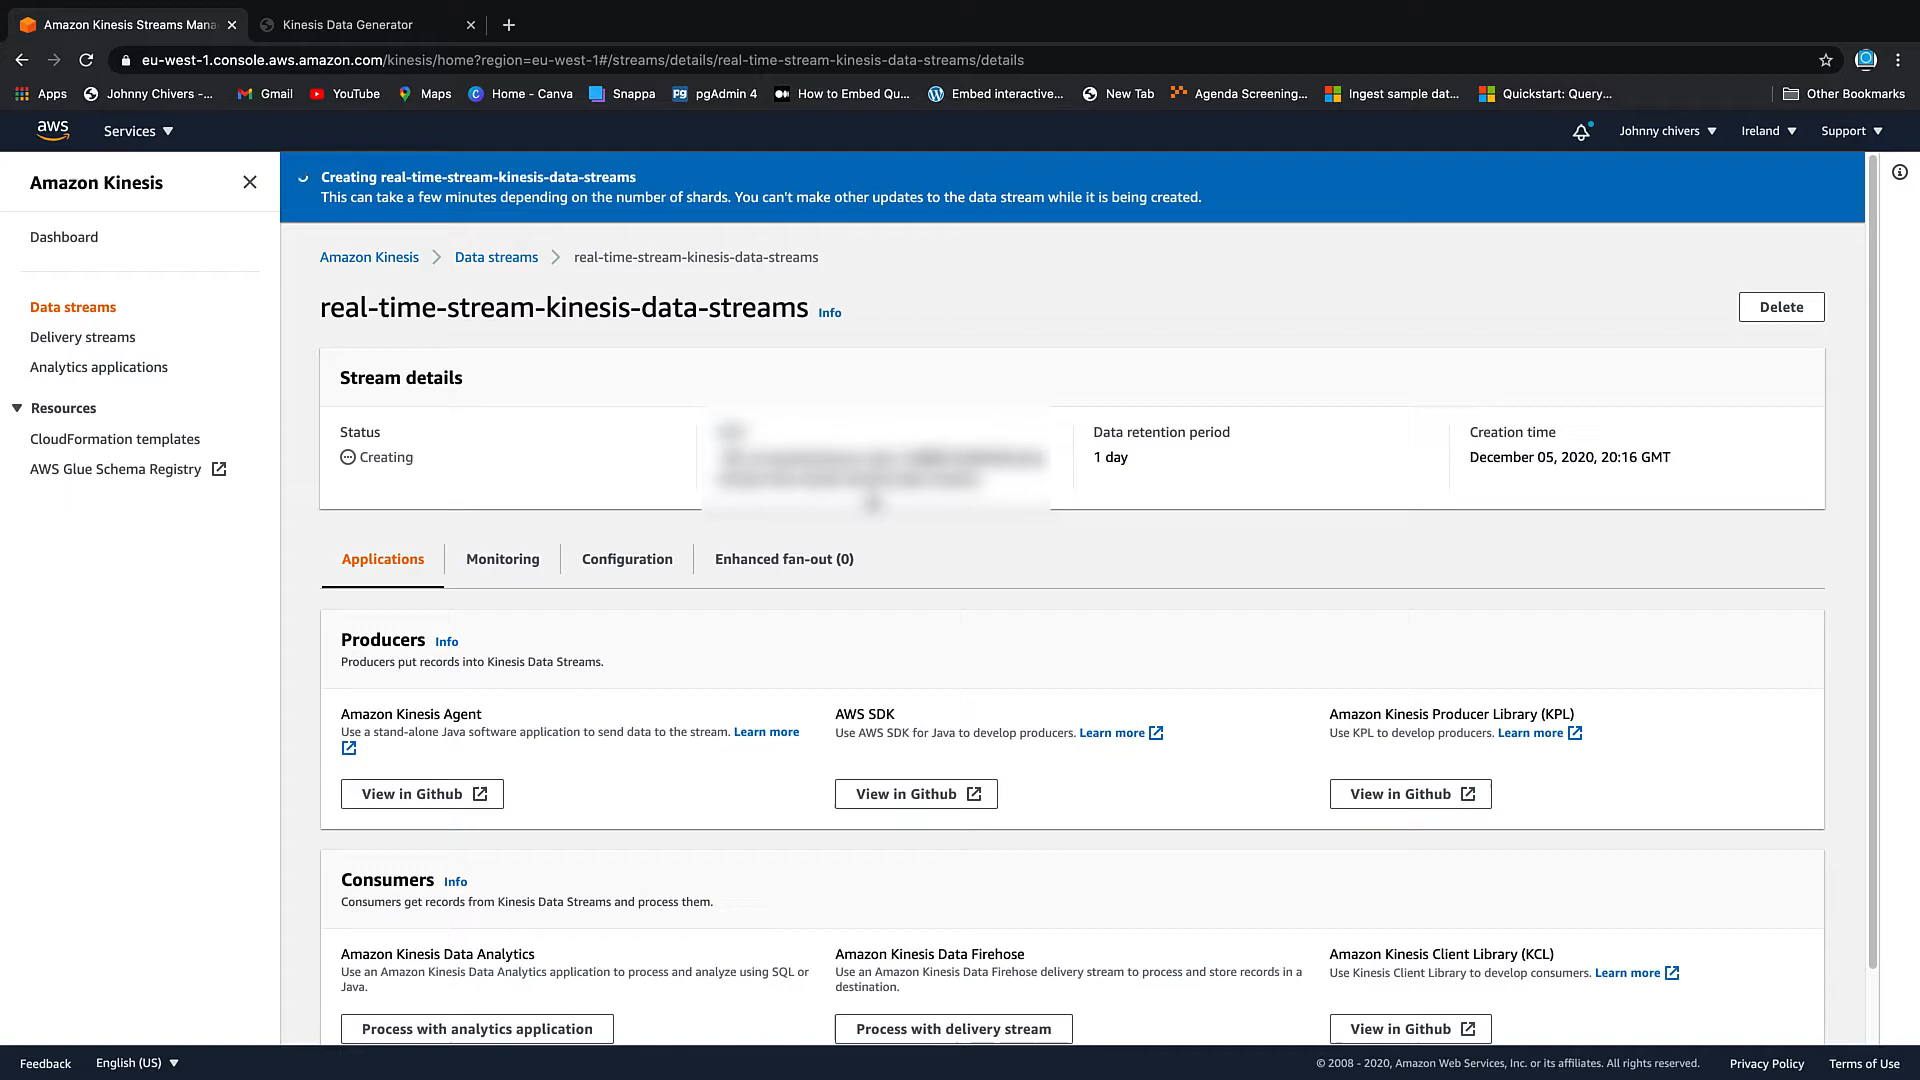 Amazon Kinesis Streams Mana
Kinesis Data Generator
eu-west-1.console.aws.amazon.com/kinesis/home?region=eu-west-1#/streams/details/real-time-stream-kinesis-data-streams/details
Apps
Johnny Chivers -...
Gmail
YouTube
Maps
Home - Canva
Snappa
pgAdmin 4
How to Embed Qu...
Embed interactive...
New Tab
Agenda Screening...
Ingest sample dat...
Quickstart: Query...
Other Bookmarks
aws
Services
Johnny chivers
Ireland
Support
Amazon Kinesis
Dashboard
Data streams
Delivery streams
Analytics applications
Resources
CloudFormation templates
AWS Glue Schema Registry
Creating real-time-stream-kinesis-data-streams
This can take a few minutes depending on the number of shards. You can't make other updates to the data stream while it is being created.
Amazon Kinesis
Data streams
real-time-stream-kinesis-data-streams
real-time-stream-kinesis-data-streams Info
Delete
Stream details
Status
Creating
Data retention period
1 day
Creation time
December 05, 2020, 20:16 GMT
Applications
Monitoring
Configuration
Enhanced fan-out (0)
Producers Info
Producers put records into Kinesis Data Streams.
Amazon Kinesis Agent
Use a stand-alone Java software application to send data to the stream. Learn more
View in Github
AWS SDK
Use AWS SDK for Java to develop producers. Learn more
View in Github
Amazon Kinesis Producer Library (KPL)
Use KPL to develop producers. Learn more
View in Github
Consumers Info
Consumers get records from Kinesis Data Streams and process them.
Amazon Kinesis Data Analytics
Use an Amazon Kinesis Data Analytics application to process and analyze using SQL or
Java.
Process with analytics application
Amazon Kinesis Data Firehose
Use an Amazon Kinesis Data Firehose delivery stream to process and store records in a
destination.
Process with delivery stream
Amazon Kinesis Client Library (KCL)
Use Kinesis Client Library to develop consumers. Learn more
View in Github
Feedback
English (US)
© 2008 - 2020, Amazon Web Services, Inc. or its affiliates. All rights reserved.
Privacy Policy
Terms of Use